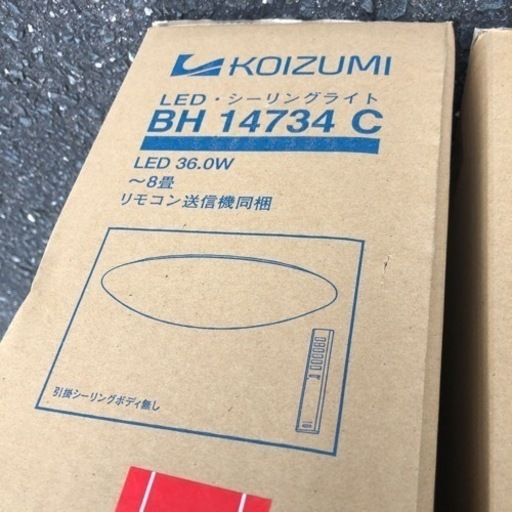 KOIZUMI
LED・シーリングライト
BH 14734 C
LED 36.0W
～8畳
リモコン送信機同梱
引掛シーリングボディ無し